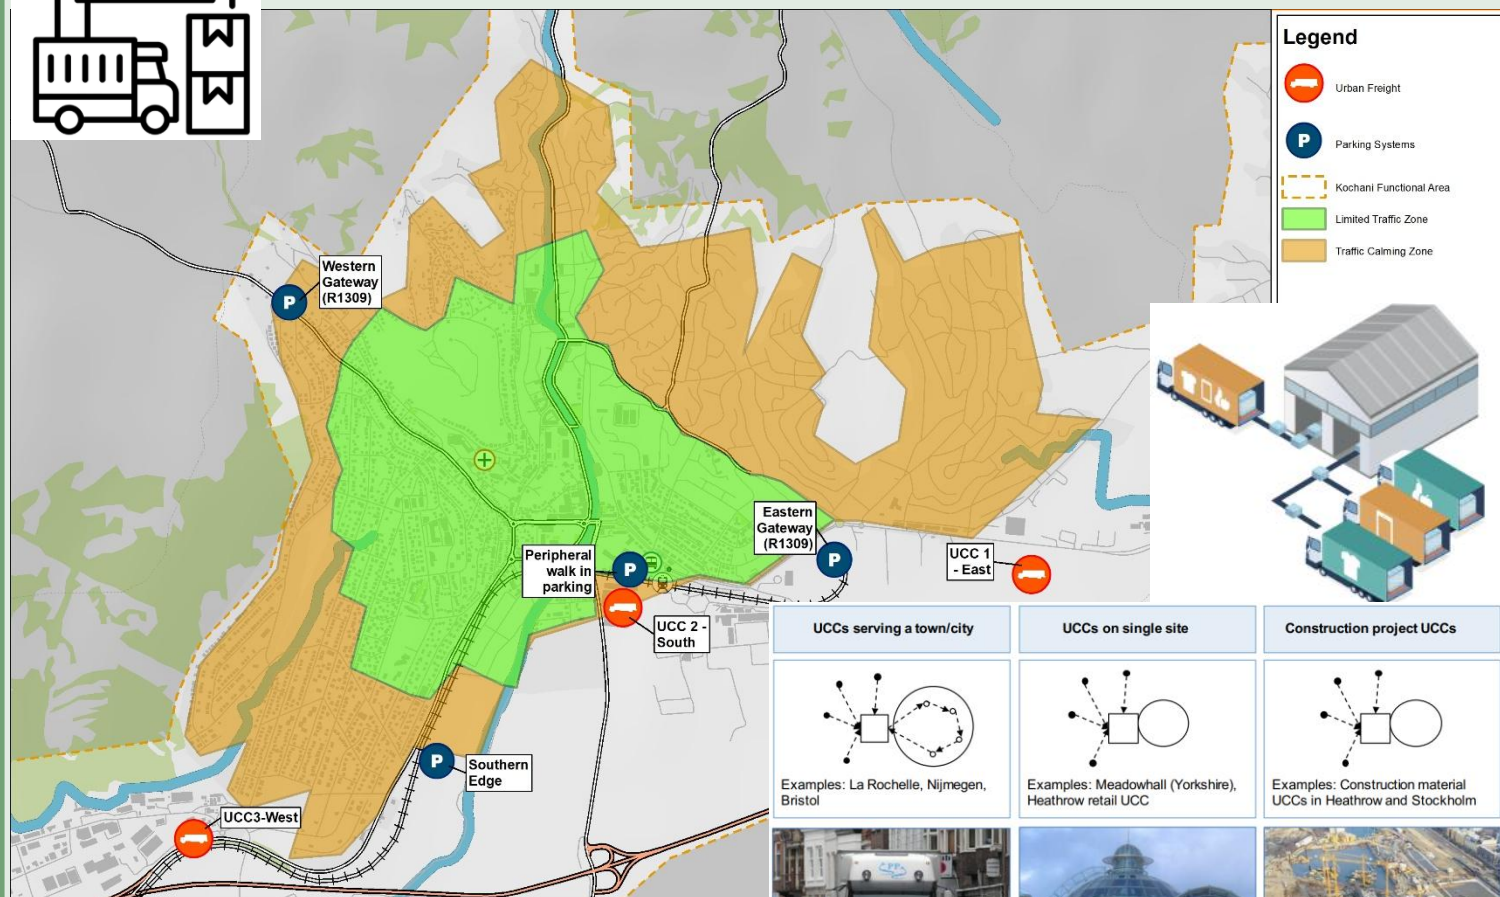 Legend
Urban Freight
P
Parking Systems
Kochani Functional Area
Limited Traffic Zone
Traffic Calming Zone
Western
Gateway
(R1309)
P
Eastern
Gateway
(R1309)
P
UCC 1
- East
Peripheral
walk in
parking
P
UCC 2 -
South
P
Southern
Edge
UCC3-West
UCCs serving a town/city
UCCs on single site
Construction project UCCs
Examples: La Rochelle, Nijmegen,
Bristol
Examples: Meadowhall (Yorkshire),
Heathrow retail UCC
Examples: Construction material
UCCs in Heathrow and Stockholm